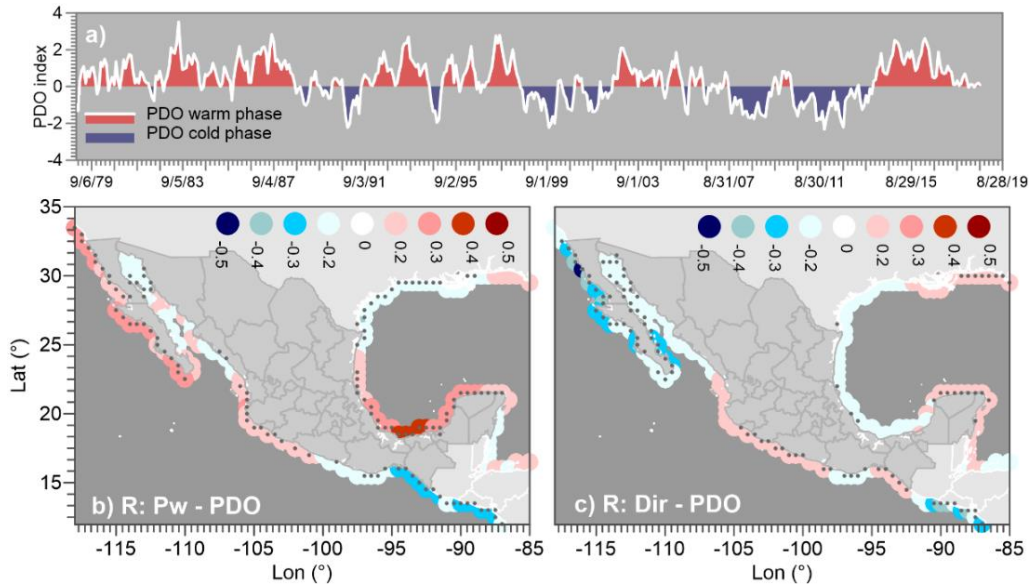 4
2
0
-2
-4
PDO index
a)
PDO warm phase
PDO cold phase
9/6/79 9/5/83 9/4/87 9/3/91 9/2/95 9/1/99 9/1/03 8/31/07 8/30/11 8/29/15 8/28/19
35
30
25
20
15
Lat (°)
-0.5 -0.4 -0.3 -0.2 0 0.2 0.3 0.4 0.5
b) R: Pw - PDO
-115 -110 -105 -100 -95 -90 -85
Lon (°)
-0.5 -0.4 -0.3 -0.2 0 0.2 0.3 0.4 0.5
c) R: Dir - PDO
-115 -110 -105 -100 -95 -90 -85
Lon (°)